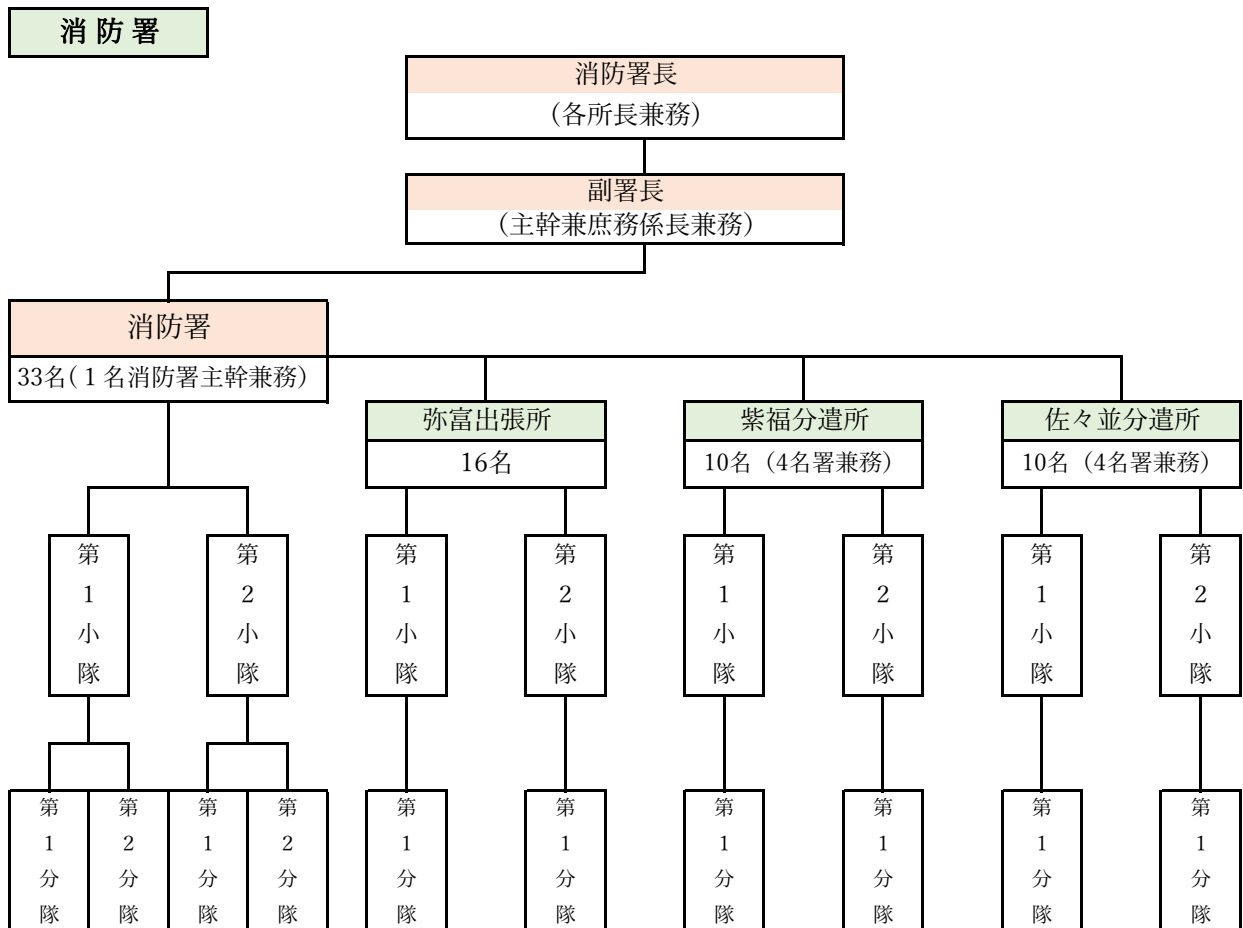 消防署
消防署長
（各所長兼務）
副署長
（主幹兼庶務係長兼務）
消防署
33名(１名消防署主幹兼務）
弥富出張所
16名
紫福分遣所
10名（4名署兼務）
佐々並分遣所
10名（4名署兼務）
第1小隊
第2小隊
第1小隊
第2小隊
第1小隊
第2小隊
第1小隊
第2小隊
第1分隊
第2分隊
第1分隊
第2分隊
第1分隊
第1分隊
第1分隊
第1分隊
第1分隊
第1分隊